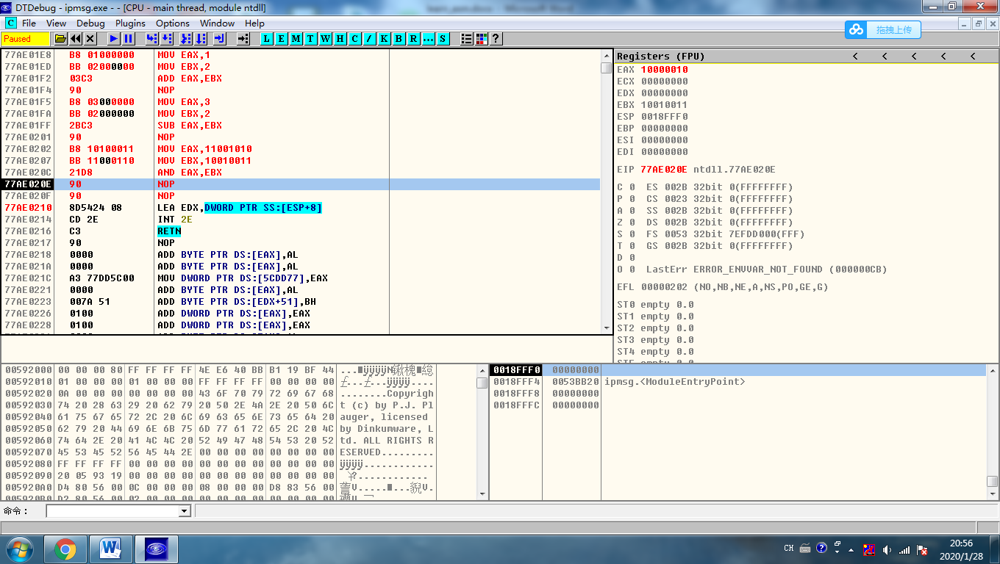 DTDebug - ipmsg.exe - - [CPU - main thread, module ntdll]
C File View Debug Plugins Options Window Help
拖拽上传
Paused
L E M T W H C / K B R ... S ?
77AE01E8 B8 01000000 MOV EAX,1
77AE01ED BB 02000000 MOV EBX,2
77AE01F2 03C3 ADD EAX,EBX
77AE01F4 90 NOP
77AE01F5 B8 03000000 MOV EAX,3
77AE01FA BB 02000000 MOV EBX,2
77AE01FF 2BC3 SUB EAX,EBX
77AE0201 90 NOP
77AE0202 B8 10100011 MOV EAX,11001010
77AE0207 BB 11000110 MOV EBX,10010011
77AE020C 21D8 AND EAX,EBX
77AE020E 90 NOP
77AE020F 90 NOP
77AE0210 8D5424 08 LEA EDX,DWORD PTR SS:[ESP+8]
77AE0214 CD 2E INT 2E
77AE0216 C3 RETN
77AE0217 90 NOP
77AE0218 0000 ADD BYTE PTR DS:[EAX],AL
77AE021A 0000 ADD BYTE PTR DS:[EAX],AL
77AE021C A3 77DD5C00 MOV DWORD PTR DS:[5CDD77],EAX
77AE0221 0000 ADD BYTE PTR DS:[EAX],AL
77AE0223 007A 51 ADD BYTE PTR DS:[EDX+51],BH
77AE0226 0100 ADD DWORD PTR DS:[EAX],EAX
77AE0228 0100 ADD DWORD PTR DS:[EAX],EAX
Registers (FPU) < < < < <
EAX 10000010
ECX 00000000
EDX 00000000
EBX 10010011
ESP 0018FFF0
EBP 00000000
ESI 00000000
EDI 00000000
EIP 77AE020E ntdll.77AE020E
C 0 ES 002B 32bit 0(FFFFFFFF)
P 0 CS 0023 32bit 0(FFFFFFFF)
A 0 SS 002B 32bit 0(FFFFFFFF)
Z 0 DS 002B 32bit 0(FFFFFFFF)
S 0 FS 0053 32bit 7EFDD000(FFF)
T 0 GS 002B 32bit 0(FFFFFFFF)
D 0
O 0 LastErr ERROR_ENVVAR_NOT_FOUND (000000CB)
EFL 00000202 (NO,NB,NE,A,NS,PO,GE,G)
ST0 empty 0.0
ST1 empty 0.0
ST2 empty 0.0
ST3 empty 0.0
ST4 empty 0.0
00592000 00 00 00 80 FF FF FF FF 4E E6 40 BB B1 19 BF 44
00592010 01 00 00 00 01 00 00 00 FF FF FF FF 00 00 00 00
00592020 0A 00 00 00 00 00 00 00 43 6F 70 79 72 69 67 68 ........Copyrigh
00592030 74 20 28 63 29 20 62 79 20 50 2E 4A 2E 20 50 6C t (c) by P.J. Pl
00592040 61 75 67 65 72 2C 20 6C 69 63 65 6E 73 65 64 20 auger, licensed
00592050 62 79 20 44 69 6E 6B 75 6D 77 61 72 65 2C 20 4C by Dinkumware, L
00592060 74 64 2E 20 41 4C 4C 20 52 49 47 48 54 53 20 52 td. ALL RIGHTS R
00592070 45 53 45 52 56 45 44 2E 00 00 00 00 00 00 00 00 ESERVED.........
00592080 FF FF FF FF 00 00 00 00 00 00 00 00 00 00 00 00 ÿÿÿÿ............
00592090 20 05 93 19 00 00 00 00 00 00 00 00 00 00 00 00
005920A0 D4 80 56 00 0C 00 00 00 08 00 00 00 D8 83 56 00
0018FFF0 00000000
0018FFF4 0053BB20 ipmsg.<ModuleEntryPoint>
0018FFF8 00000000
0018FFFC 00000000
命令：
CH
20:56
2020/1/28